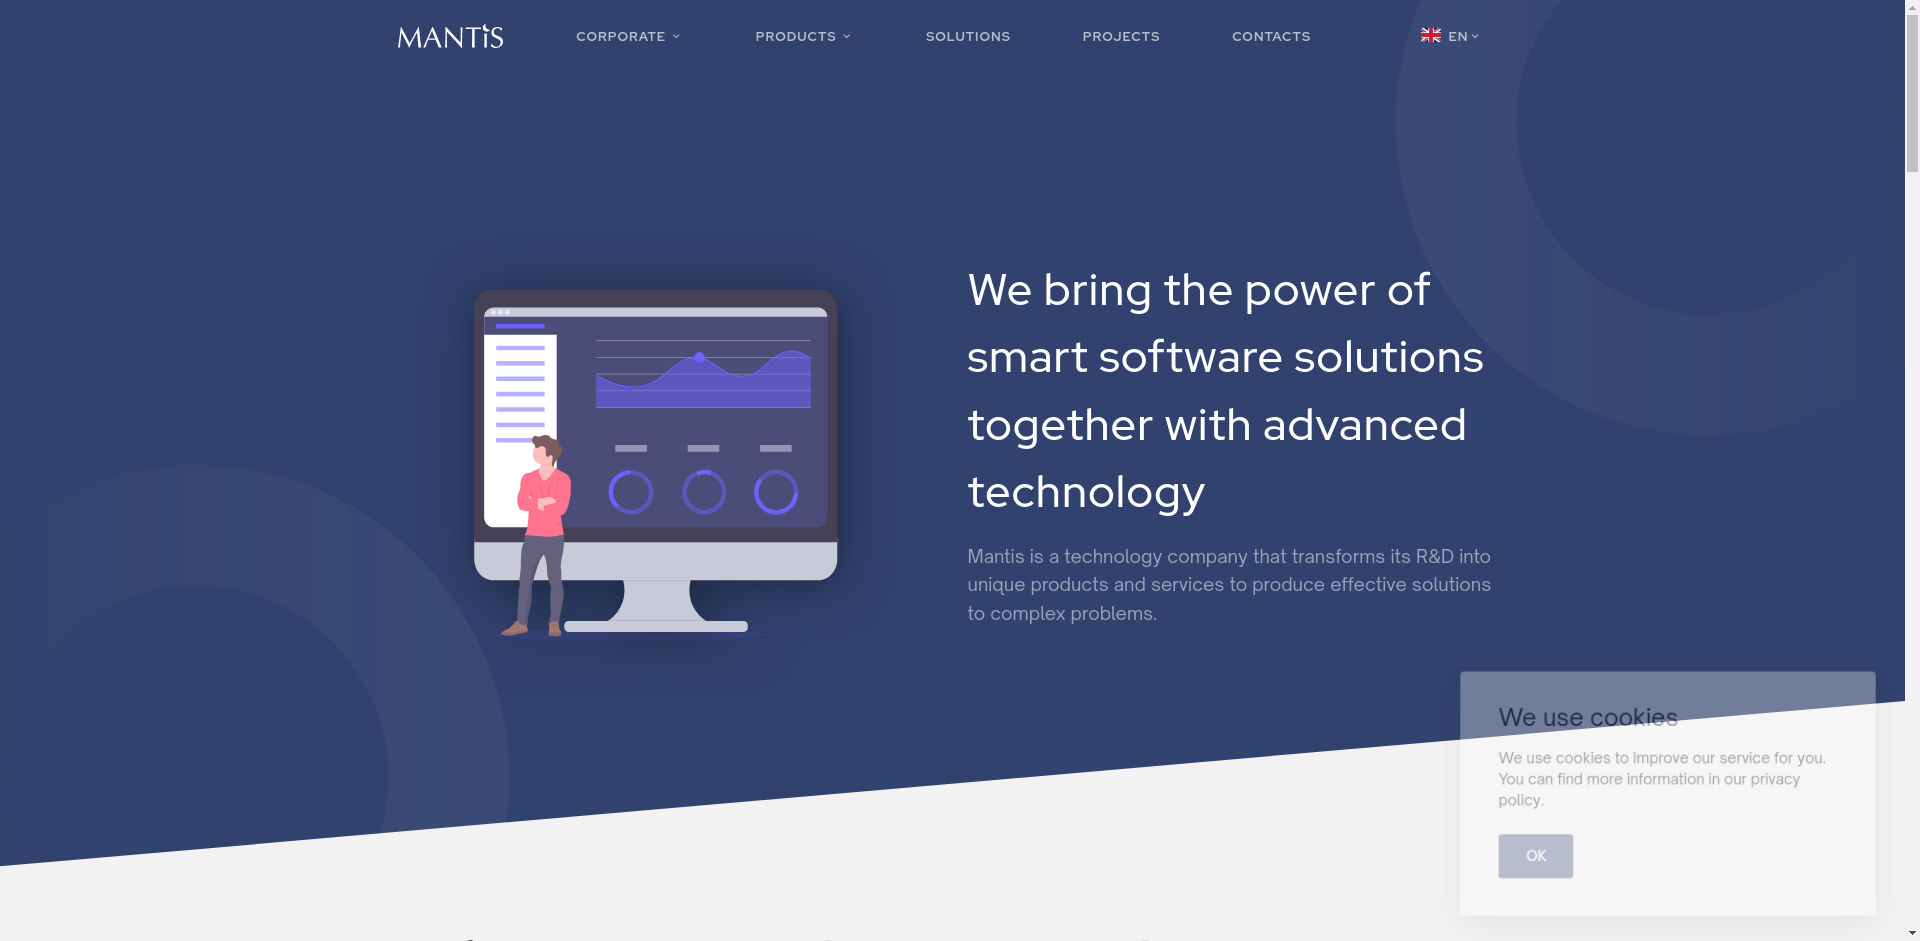 MANTIS
CORPORATE
PRODUCTS
SOLUTIONS
PROJECTS
CONTACTS
EN
We bring the power of
smart software solutions
together with advanced
technology
Mantis is a technology company that transforms its R&D into
unique products and services to produce effective solutions
to complex problems.
We use cookies
We use cookies to improve our service for you.
You can find more information in our privacy
policy.
OK